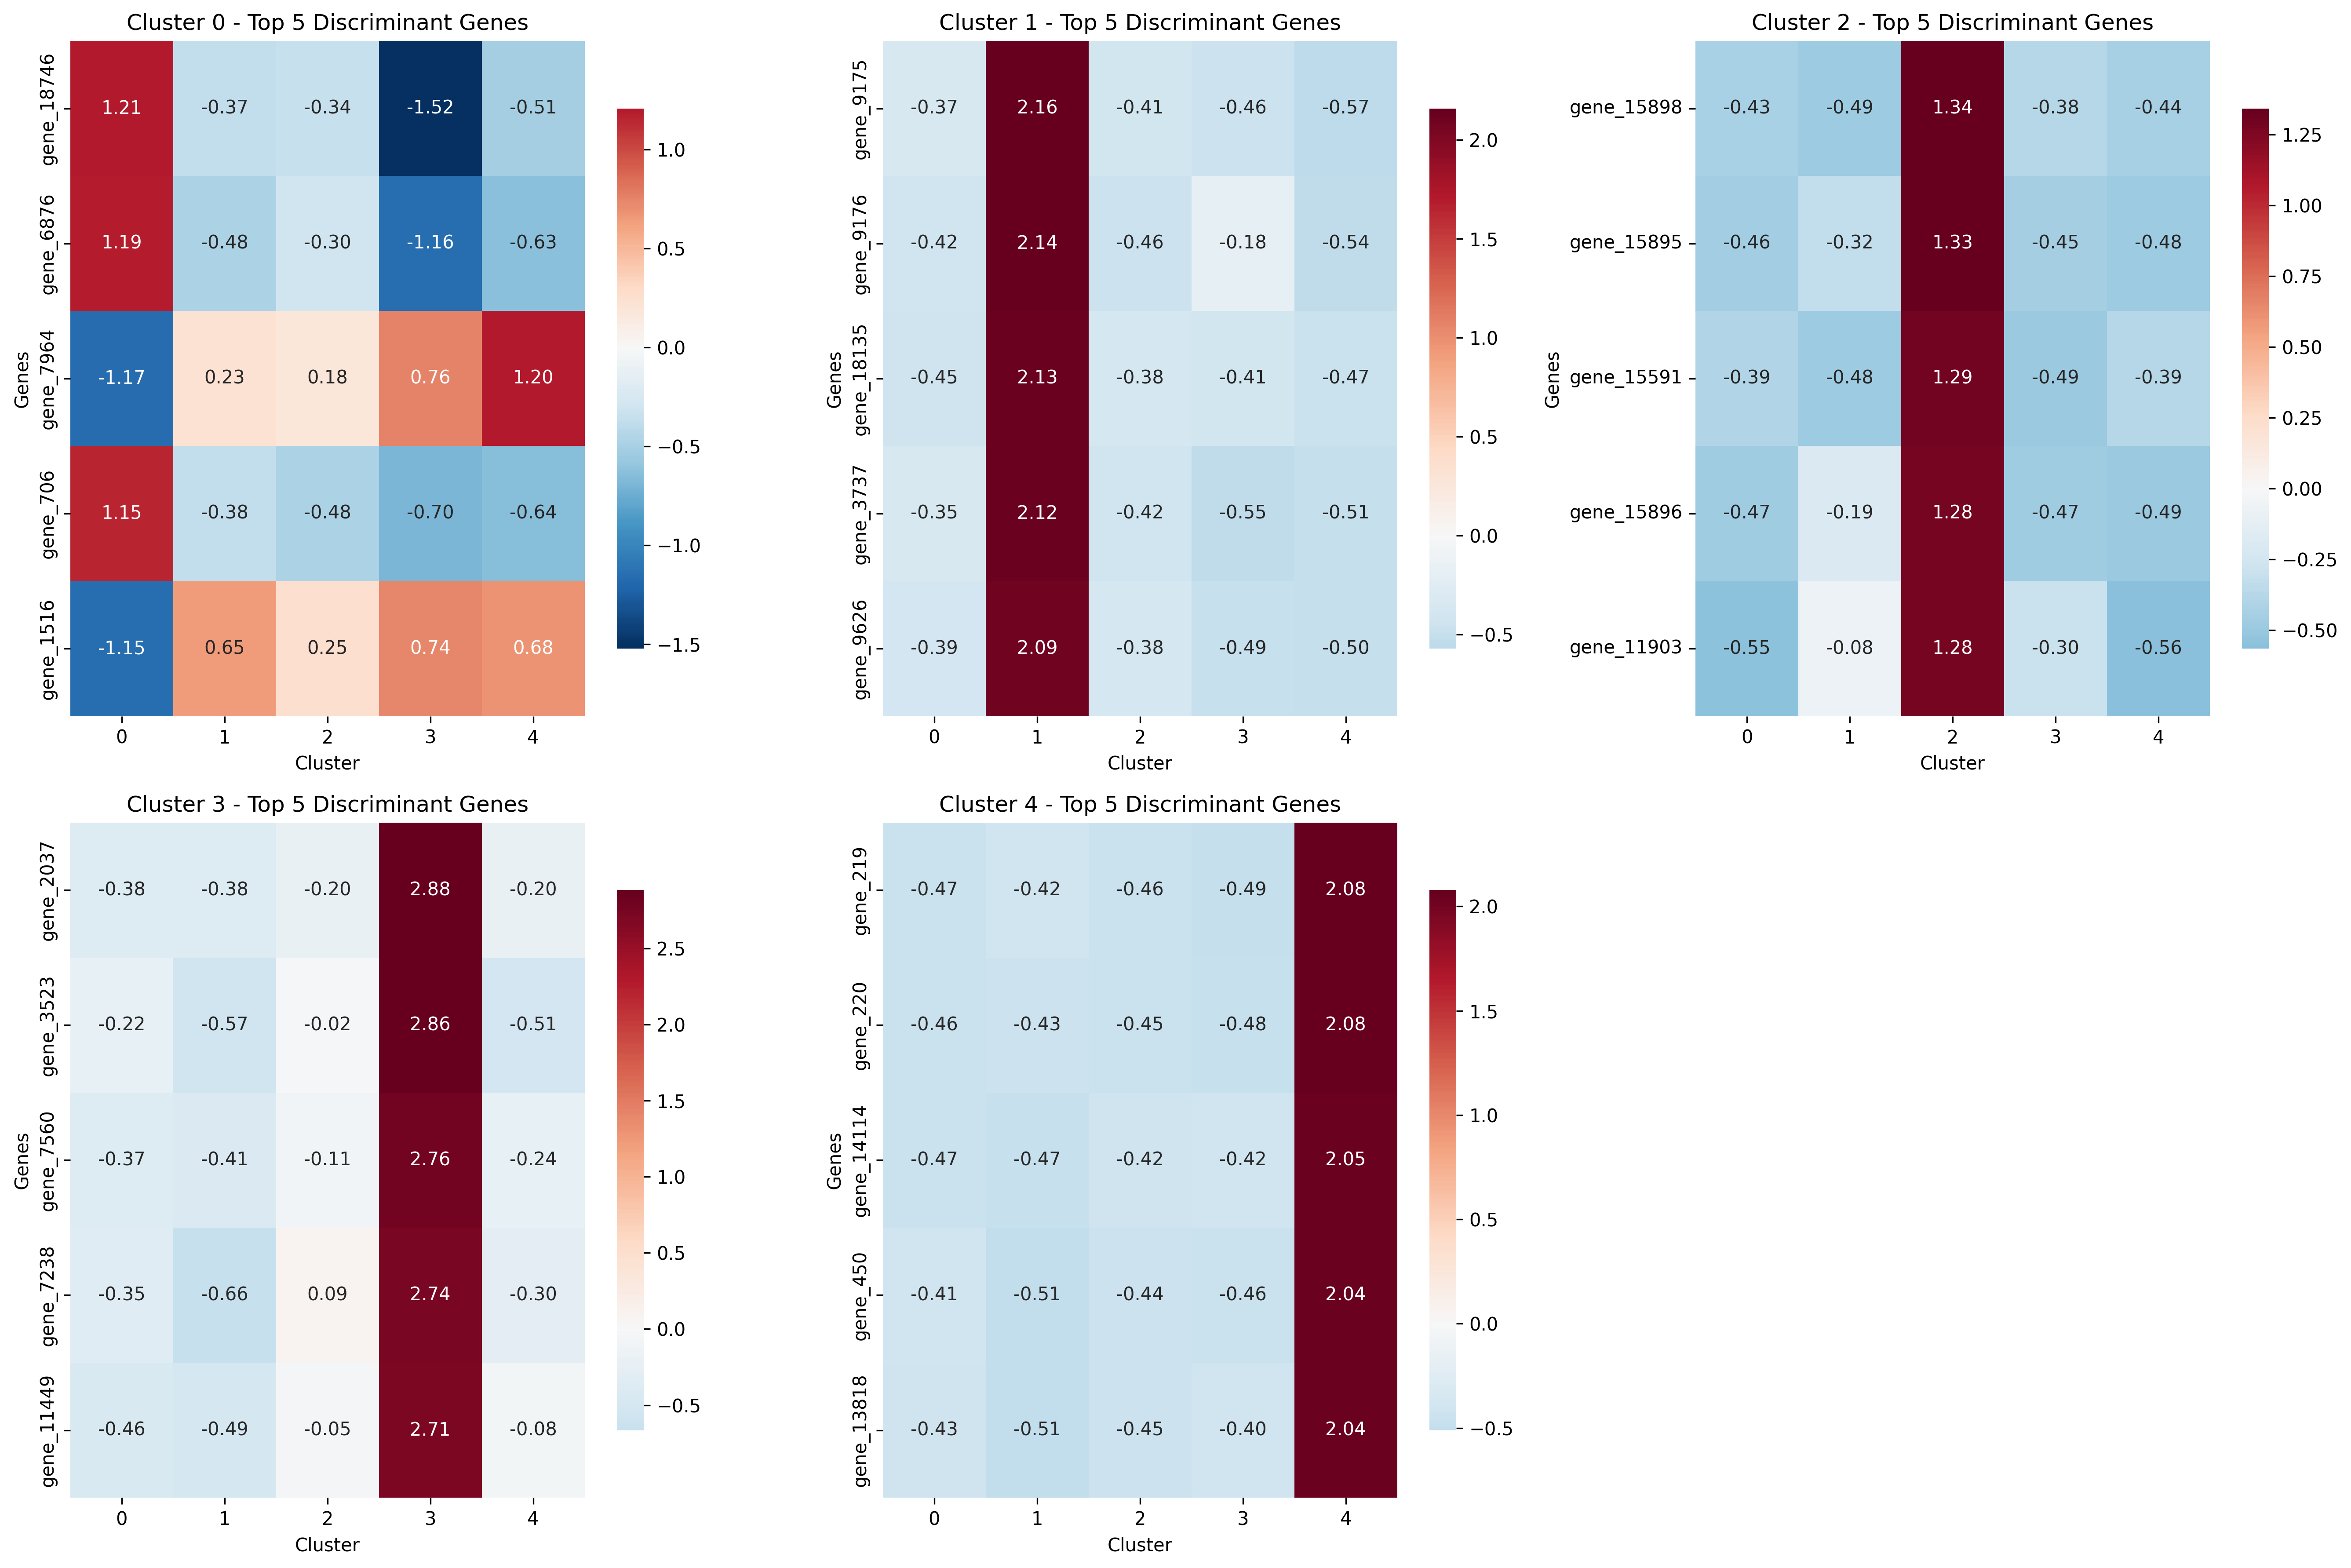 Cluster 0 - Top 5 Discriminant Genes
Genes
gene_18746
1.21 -0.37 -0.34 -1.52 -0.51
gene_6876
1.19 -0.48 -0.30 -1.16 -0.63
gene_7964
-1.17 0.23 0.18 0.76 1.20
gene_706
1.15 -0.38 -0.48 -0.70 -0.64
gene_1516
-1.15 0.65 0.25 0.74 0.68
0 1 2 3 4
Cluster
1.0
0.5
0.0
−0.5
−1.0
−1.5
Cluster 1 - Top 5 Discriminant Genes
Genes
gene_9175
-0.37 2.16 -0.41 -0.46 -0.57
gene_9176
-0.42 2.14 -0.46 -0.18 -0.54
gene_18135
-0.45 2.13 -0.38 -0.41 -0.47
gene_3737
-0.35 2.12 -0.42 -0.55 -0.51
gene_9626
-0.39 2.09 -0.38 -0.49 -0.50
0 1 2 3 4
Cluster
2.0
1.5
1.0
0.5
0.0
−0.5
Cluster 2 - Top 5 Discriminant Genes
Genes
gene_15898 -0.43 -0.49 1.34 -0.38 -0.44
gene_15895 -0.46 -0.32 1.33 -0.45 -0.48
gene_15591 -0.39 -0.48 1.29 -0.49 -0.39
gene_15896 -0.47 -0.19 1.28 -0.47 -0.49
gene_11903 -0.55 -0.08 1.28 -0.30 -0.56
0 1 2 3 4
Cluster
1.25
1.00
0.75
0.50
0.25
0.00
−0.25
−0.50
Cluster 3 - Top 5 Discriminant Genes
Genes
gene_2037
-0.38 -0.38 -0.20 2.88 -0.20
gene_3523
-0.22 -0.57 -0.02 2.86 -0.51
gene_7560
-0.37 -0.41 -0.11 2.76 -0.24
gene_7238
-0.35 -0.66 0.09 2.74 -0.30
gene_11449
-0.46 -0.49 -0.05 2.71 -0.08
0 1 2 3 4
Cluster
2.5
2.0
1.5
1.0
0.5
0.0
−0.5
Cluster 4 - Top 5 Discriminant Genes
Genes
gene_219
-0.47 -0.42 -0.46 -0.49 2.08
gene_220
-0.46 -0.43 -0.45 -0.48 2.08
gene_14114
-0.47 -0.47 -0.42 -0.42 2.05
gene_450
-0.41 -0.51 -0.44 -0.46 2.04
gene_13818
-0.43 -0.51 -0.45 -0.40 2.04
0 1 2 3 4
Cluster
2.0
1.5
1.0
0.5
0.0
−0.5